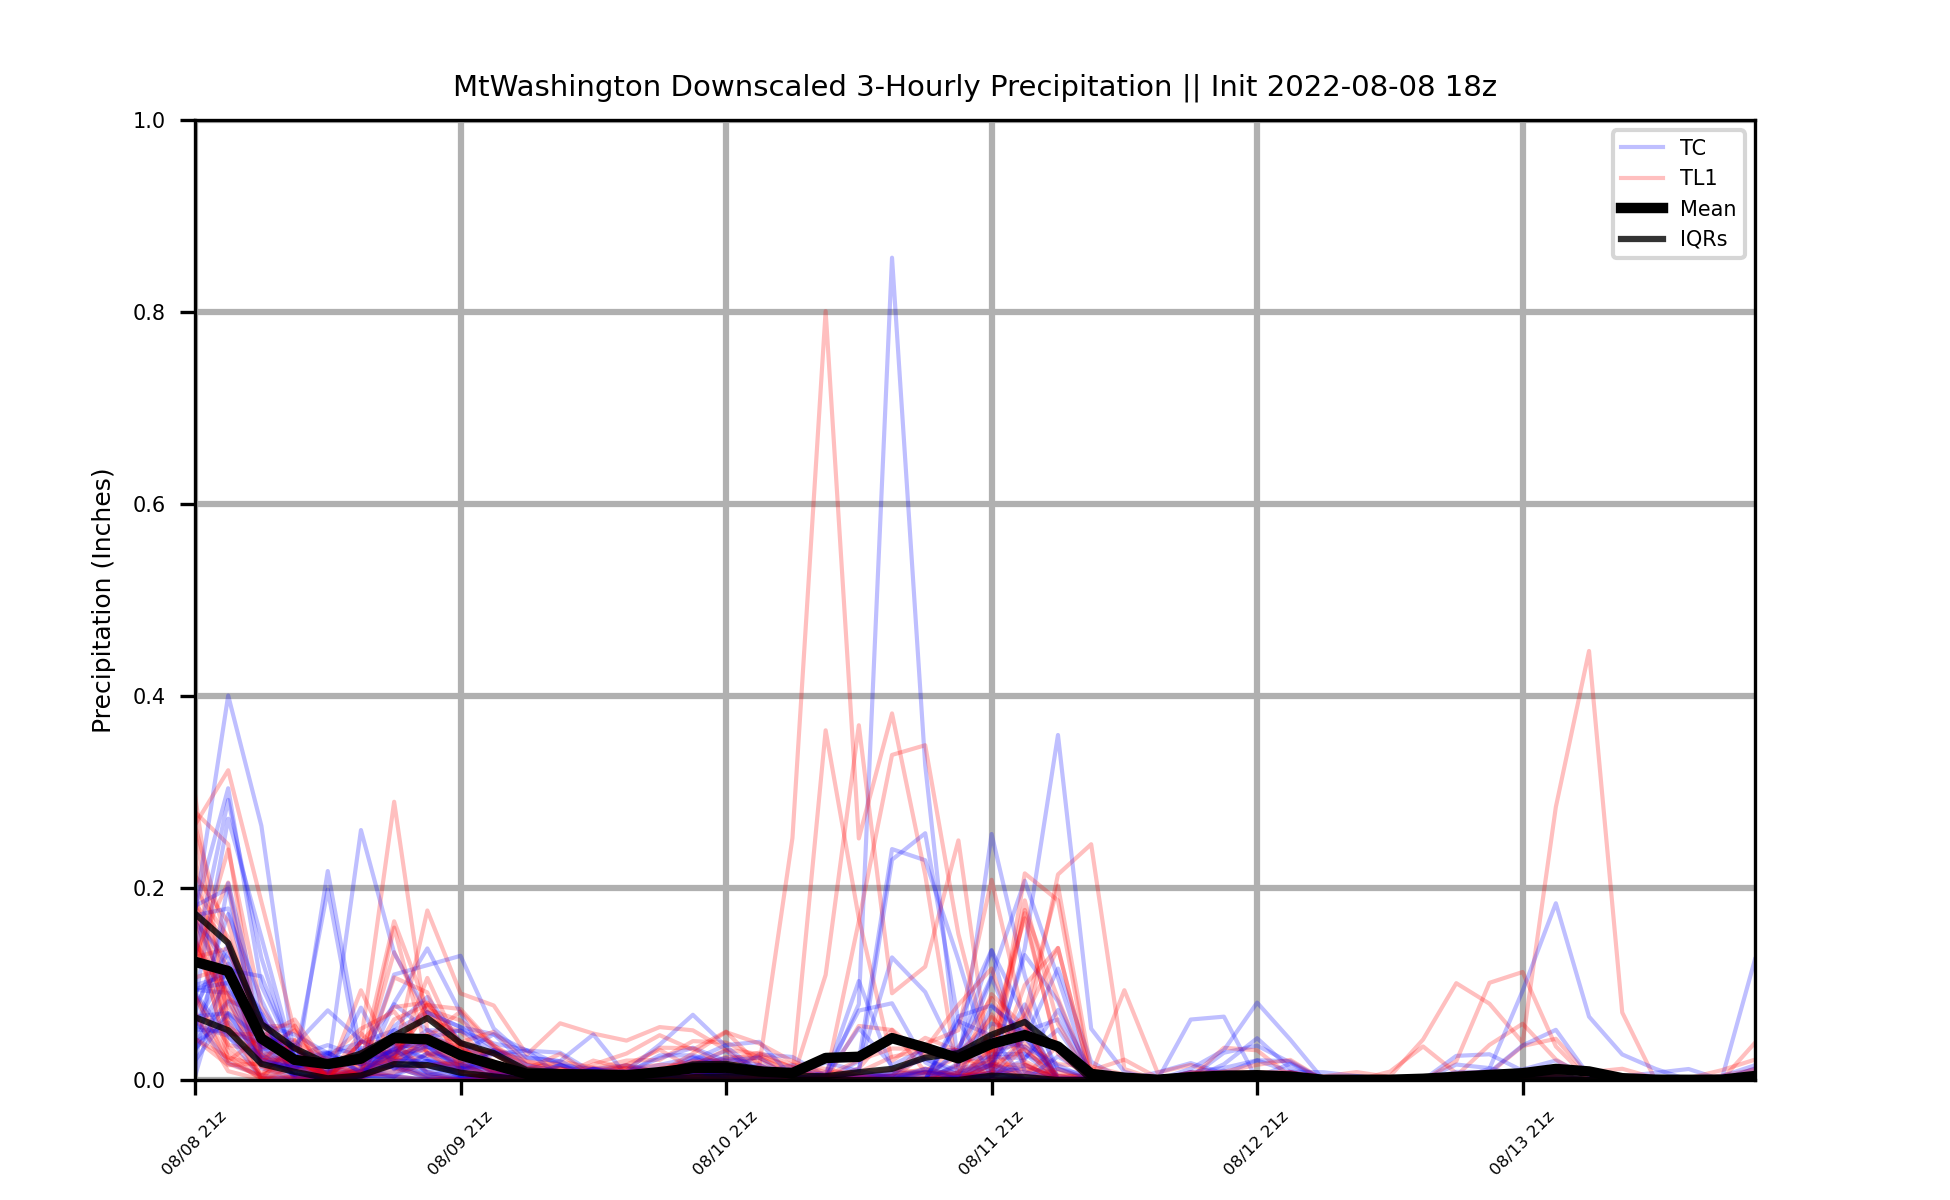 MtWashington Downscaled 3-Hourly Precipitation || Init 2022-08-08 18z
1.0
0.8
0.6
0.4
0.2
0.0
Precipitation (Inches)
TC
TL1
Mean
IQRs
08/08 21z
08/09 21z
08/10 21z
08/11 21z
08/12 21z
08/13 21z